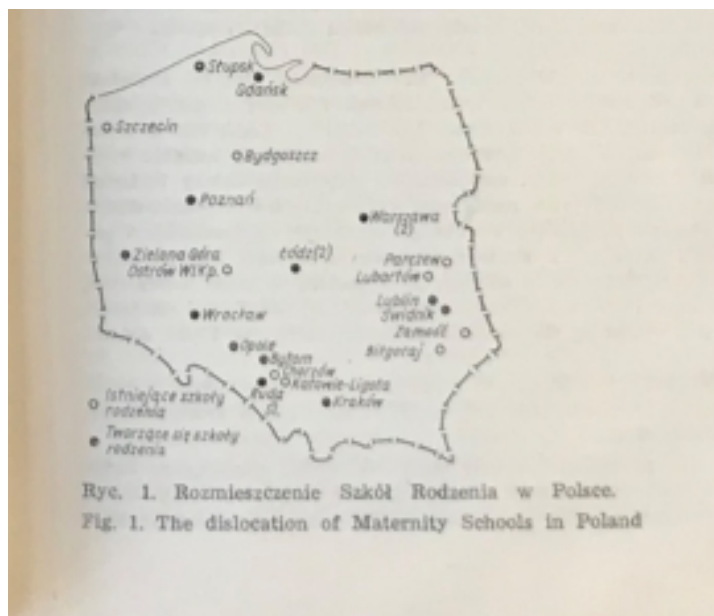 Słupsk
Gdańsk
Szczecin
Bydgoszcz
Poznań
Warszawa
(2)
Zielona Góra
Łódz(2)
Parczew
Ostrów Wlkp.
Lubartów
Lublin
Świdnik
Wrocław
Zamość
Opole
Biłgoraj
Bytom
Chorzów
Katowie-Ligota
Ruda
Śl.
Kraków
Istniejące szkoły
rodzenia
Tworzące się szkoły
rodzenia
Ryc. 1. Rozmieszczenie Szkół Rodzenia w Polsce.
Fig. 1. The dislocation of Maternity Schools in Poland